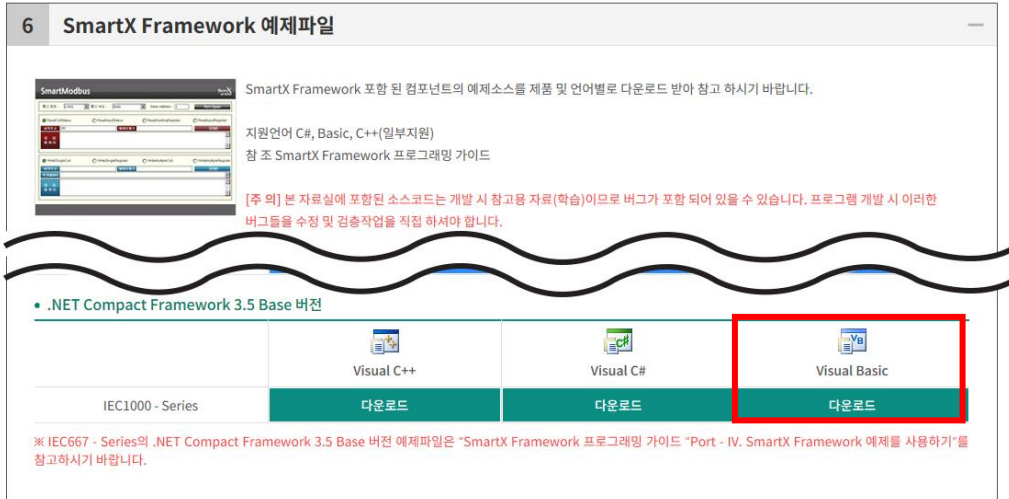 6 SmartX Framework 예제파일
SmartModbus
SmartX Framework 포함 된 컴포넌트의 예제소스를 제품 및 언어별로 다운로드 받아 참고 하시기 바랍니다.
지원언어 C#, Basic, C++(일부지원)
참 조 SmartX Framework 프로그래밍 가이드
[주 의] 본 자료실에 포함된 소스코드는 개발 시 참고용 자료(학습)이므로 버그가 포함 되어 있을 수 있습니다. 프로그램 개발 시 이러한
버그들을 수정 및 검층작업을 직접 하셔야 합니다.
• .NET Compact Framework 3.5 Base 버전
Visual C++ Visual C# Visual Basic
IEC1000 - Series 다운로드 다운로드 다운로드
※ IEC667 - Series의 .NET Compact Framework 3.5 Base 버전 예제파일은 "SmartX Framework 프로그래밍 가이드 "Port - IV. SmartX Framework 예제를 사용하기"를
참고하시기 바랍니다.